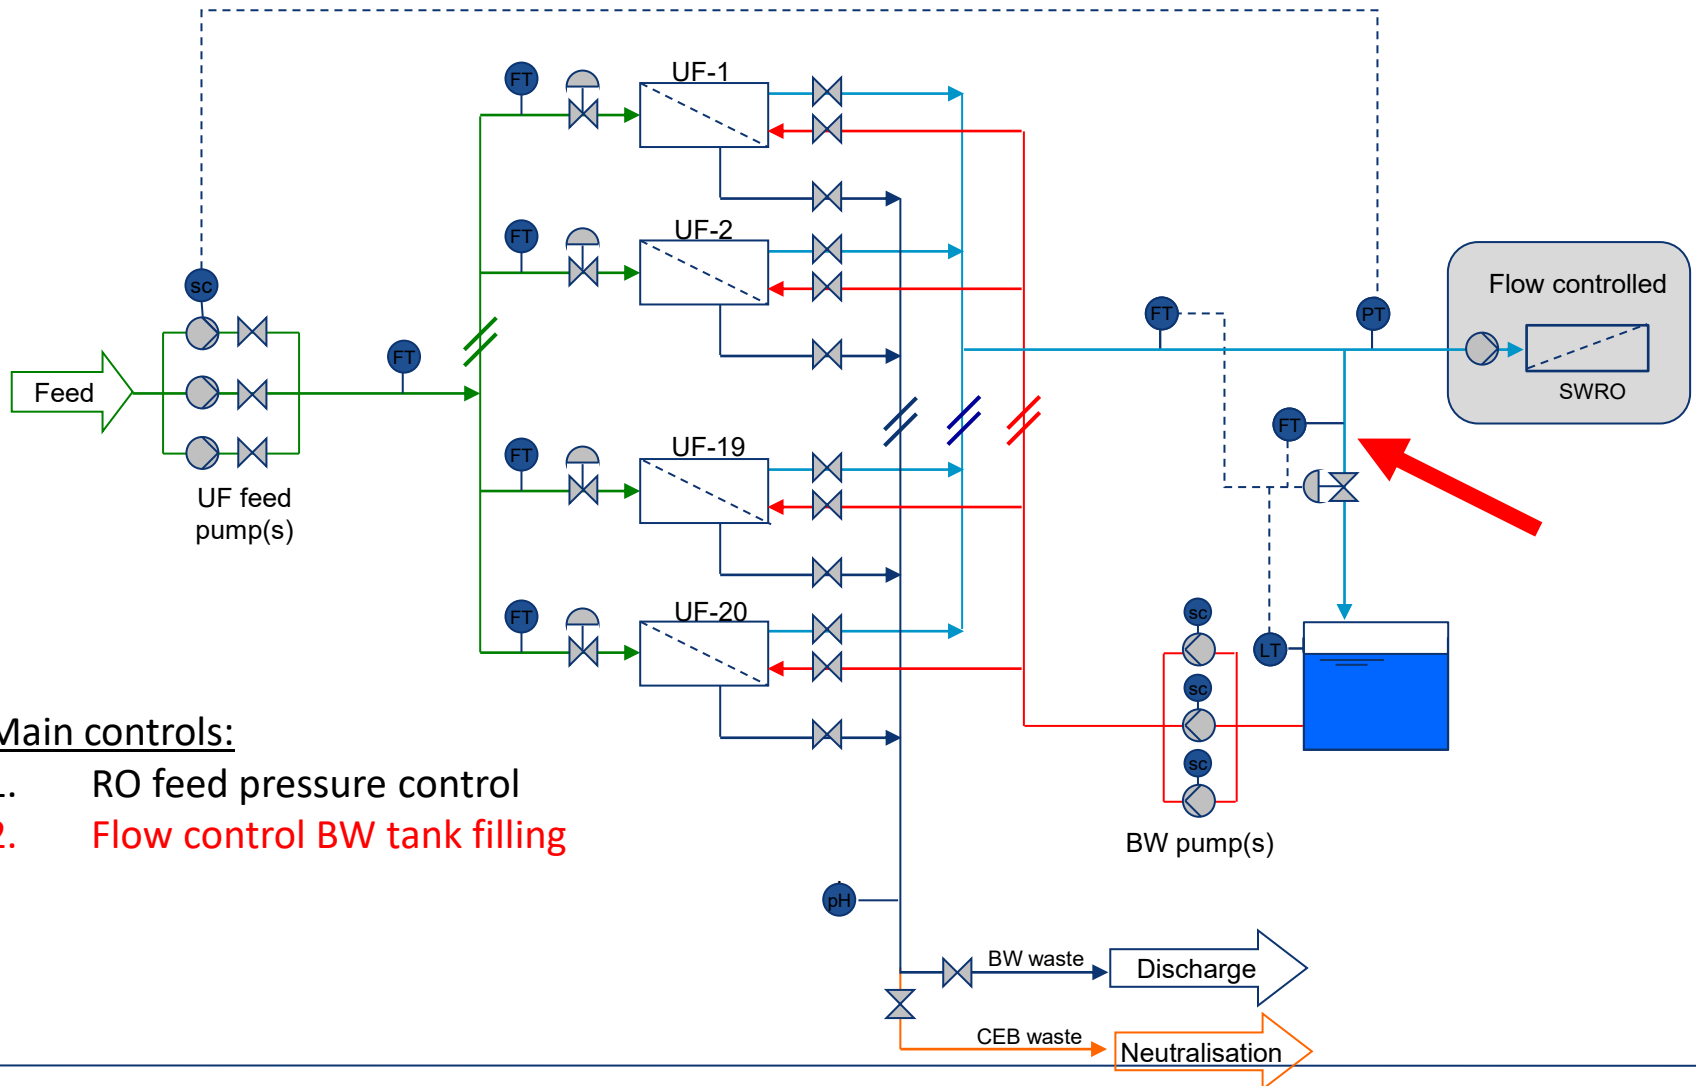 FT
UF-1
FT
UF-2
SC
Flow controlled
FT
PT
FT
Feed
SWRO
FT
FT
UF-19
UF feed
pump(s)
FT
UF-20
SC
LT
SC
SC
Main controls:
1. RO feed pressure control
2. Flow control BW tank filling
BW pump(s)
pH
BW waste
Discharge
CEB waste
Neutralisation